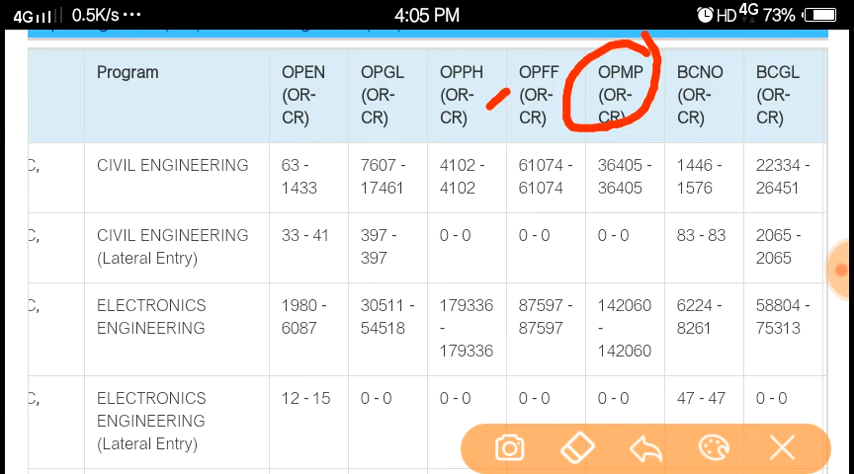 4G 0.5K/s ••• 4:05 PM HD 4G 73%
Program OPEN (OR-CR) OPGL (OR-CR) OPPH (OR-CR) OPFF (OR-CR) OPMP (OR-CR) BCNO (OR-CR) BCGL (OR-CR)
C, CIVIL ENGINEERING 63 - 1433 7607 - 17461 4102 - 4102 61074 - 61074 36405 - 36405 1446 - 1576 22334 - 26451
C, CIVIL ENGINEERING (Lateral Entry) 33 - 41 397 - 397 0 - 0 0 - 0 0 - 0 83 - 83 2065 - 2065
C, ELECTRONICS ENGINEERING 1980 - 6087 30511 - 54518 179336 - 179336 87597 - 87597 142060 - 142060 6224 - 8261 58804 - 75313
C, ELECTRONICS ENGINEERING (Lateral Entry) 12 - 15 0 - 0 0 - 0 0 - 0 0 - 0 47 - 47 0 - 0